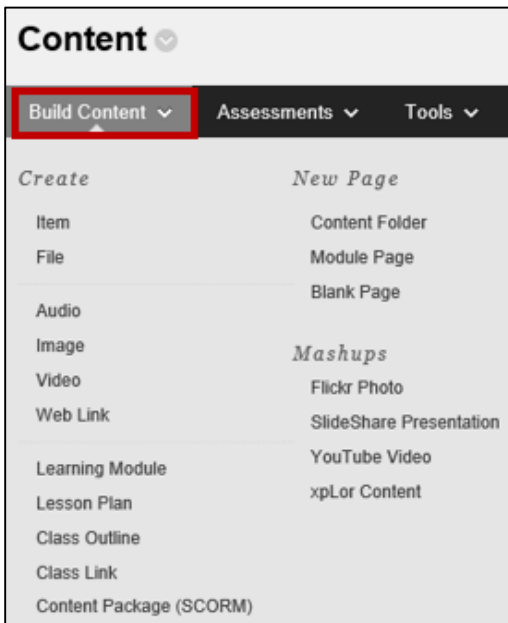 Content
Build Content Assessments Tools
Create
Item
File
Audio
Image
Video
Web Link
Learning Module
Lesson Plan
Class Outline
Class Link
Content Package (SCORM)
New Page
Content Folder
Module Page
Blank Page
Mashups
Flickr Photo
SlideShare Presentation
YouTube Video
xpLor Content